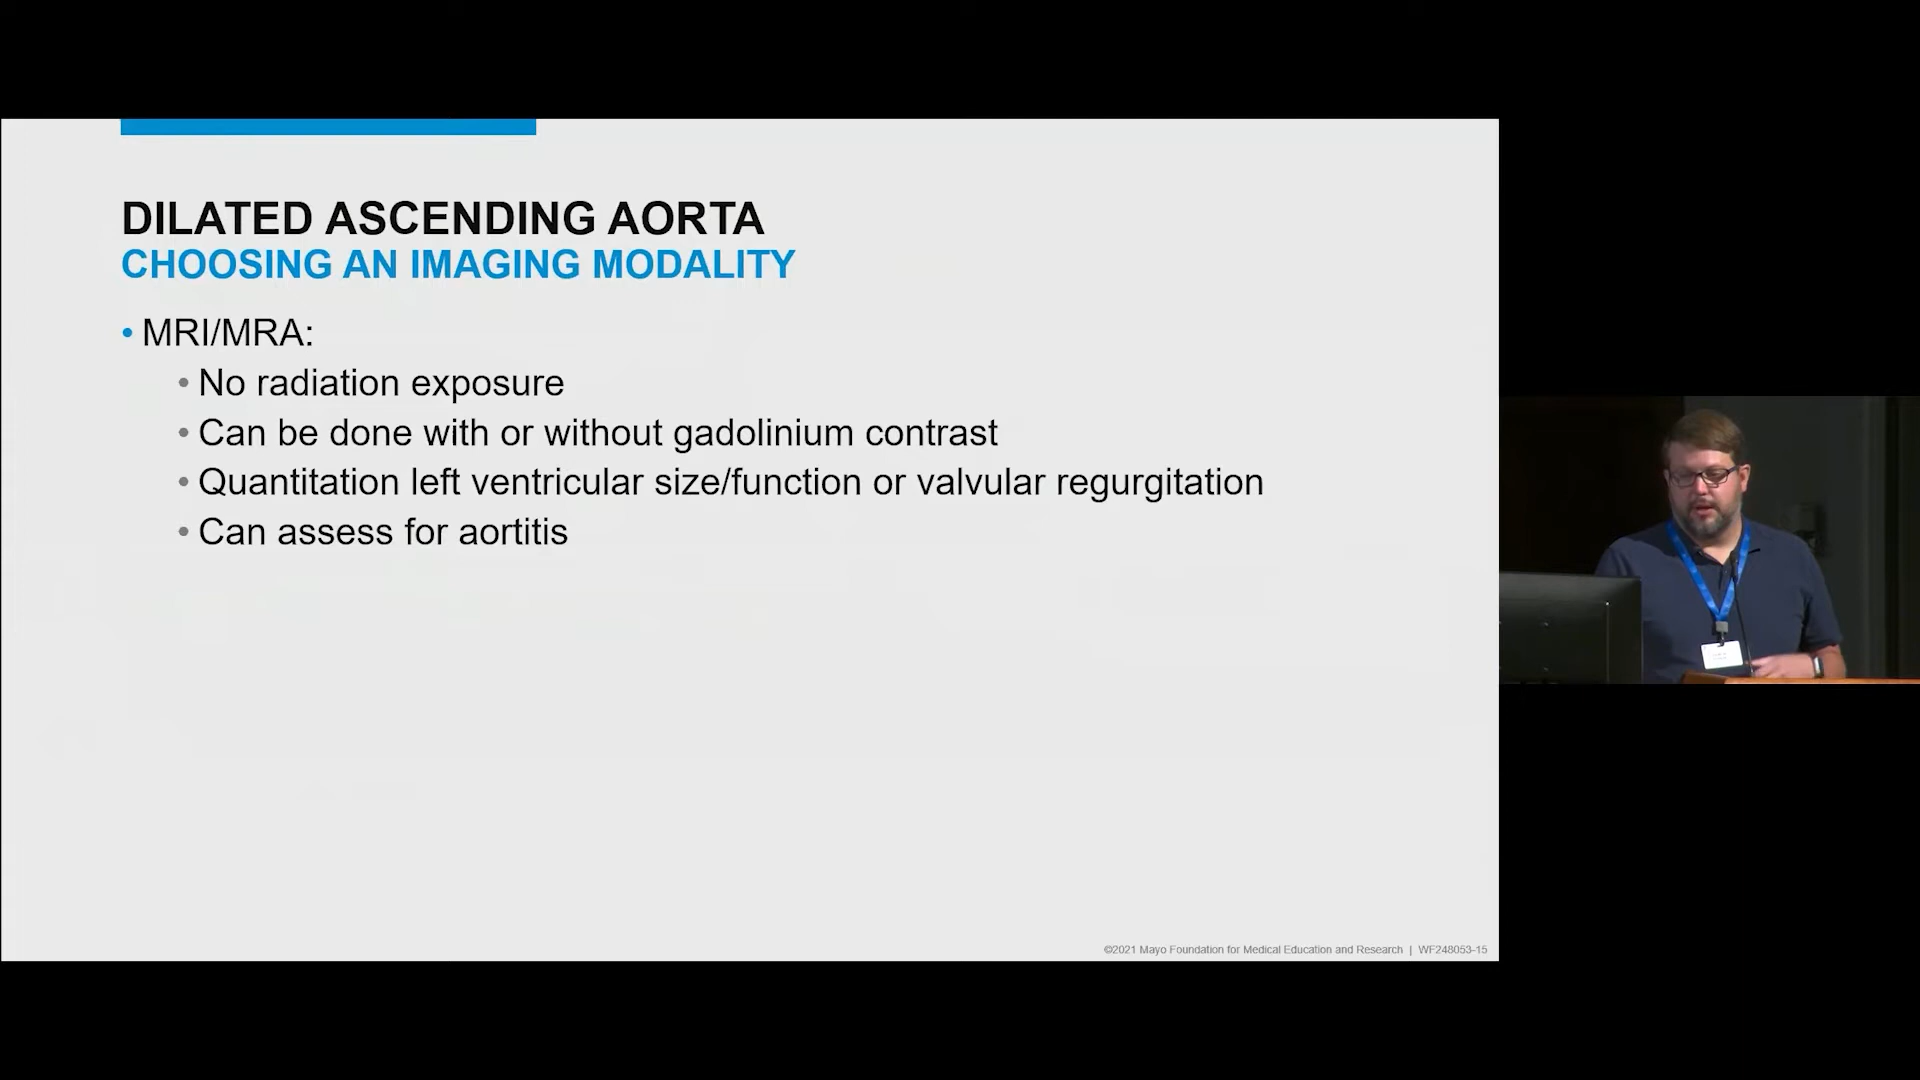 DILATED ASCENDING AORTA
CHOOSING AN IMAGING MODALITY
• MRI/MRA:
• No radiation exposure
• Can be done with or without gadolinium contrast
• Quantitation left ventricular size/function or valvular regurgitation
• Can assess for aortitis
©2021 Mayo Foundation for Medical Education and Research | WF248053-15